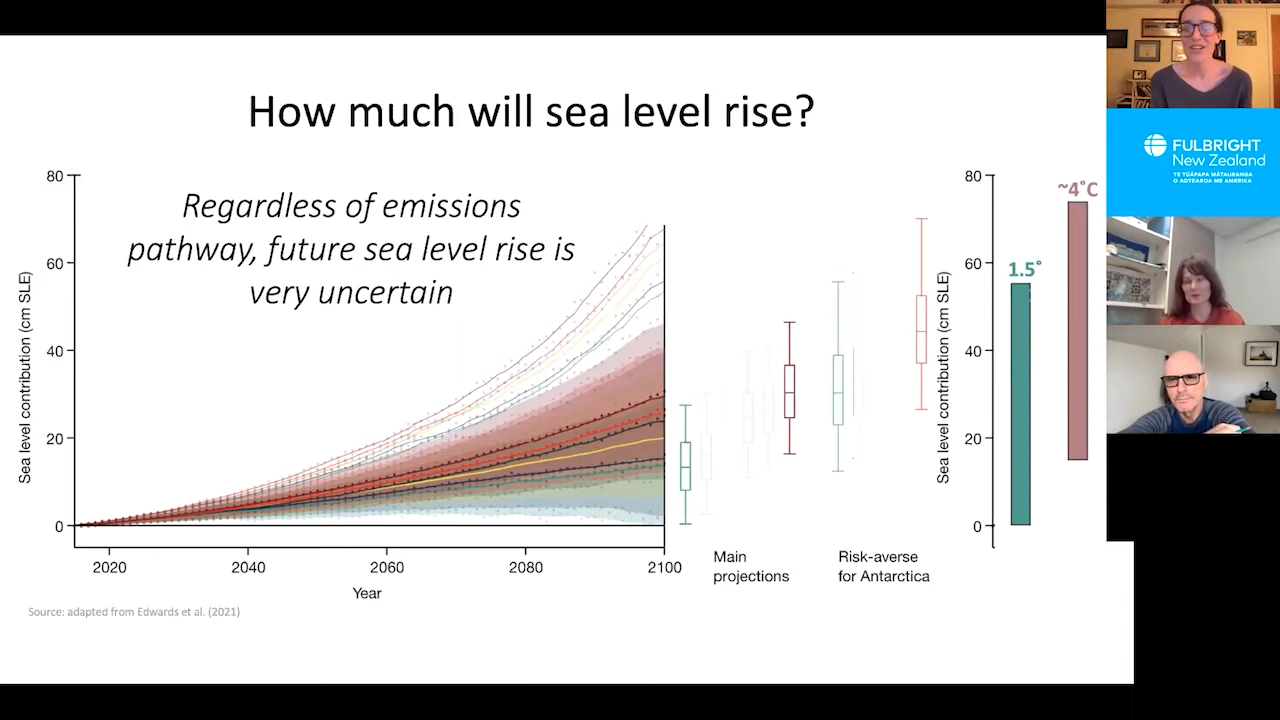 How much will sea level rise?
Regardless of emissions
pathway, future sea level rise is
very uncertain
Sea level contribution (cm SLE)
80
60
40
20
0
2020
2040
2060
2080
2100
Year
Main
projections
Risk-averse
for Antarctica
Sea level contribution (cm SLE)
80
60
40
20
0
1.5°
~4°C
Source: adapted from Edwards et al. (2021)
FULBRIGHT
New Zealand
TE TŪĀPAPA MĀTAURANGA
O AOTEAROA ME AMERIKA